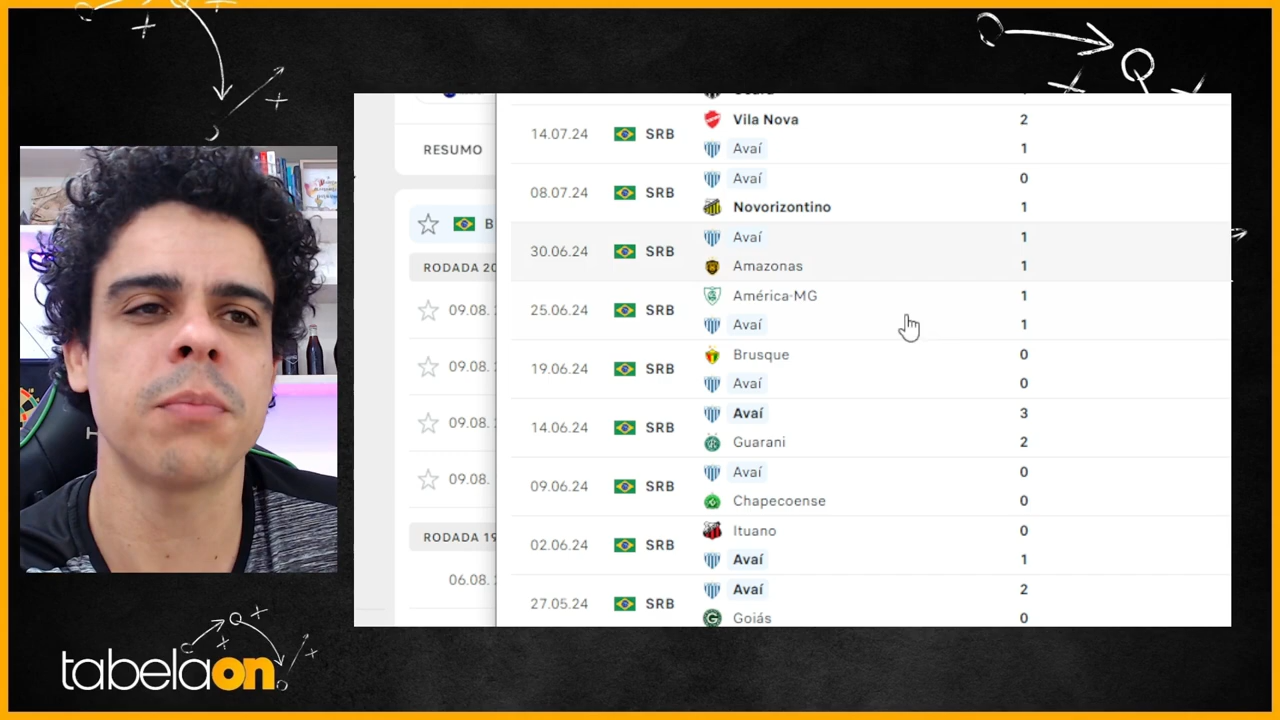 RESUMO
B
RODADA 20
09.08.
09.08.
09.08.
09.08.
RODADA 19
06.08.
14.07.24 SRB Vila Nova 2
Avaí 1
08.07.24 SRB Avaí 0
Novorizontino 1
30.06.24 SRB Avaí 1
Amazonas 1
25.06.24 SRB América-MG 1
Avaí 1
19.06.24 SRB Brusque 0
Avaí 0
14.06.24 SRB Avaí 3
Guarani 2
09.06.24 SRB Avaí 0
Chapecoense 0
02.06.24 SRB Ituano 0
Avaí 1
27.05.24 SRB Avaí 2
Goiás 0
tabelaon